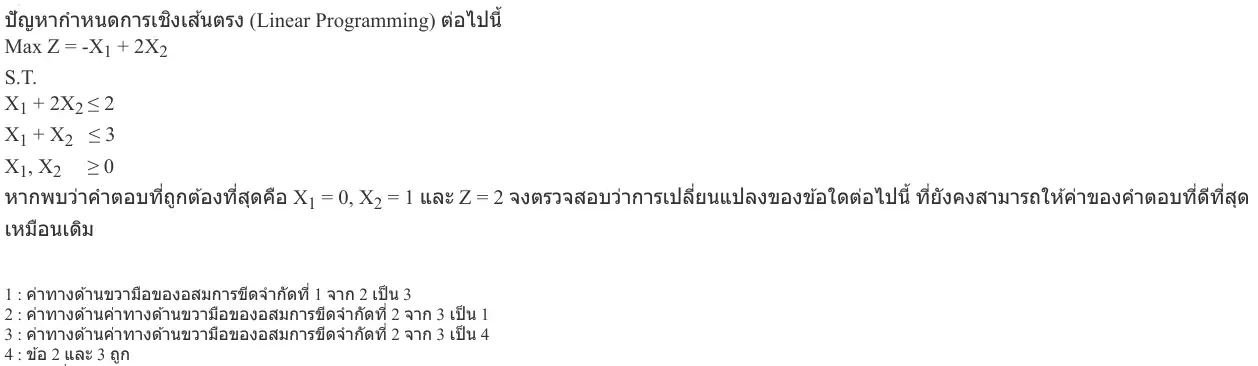 ปัญหากำหนดการเชิงเส้นตรง (Linear Programming) ต่อไปนี้
Max Z = -X1 + 2X2
S.T.
X1 + 2X2 ≤ 2
X1 + X2 ≤ 3
X1, X2 ≥ 0
หากพบว่าคำตอบที่ถูกต้องที่สุดคือ X1 = 0, X2 = 1 และ Z = 2 จงตรวจสอบว่าการเปลี่ยนแปลงของข้อใดต่อไปนี้ ที่ยังคงสามารถให้ค่าของคำตอบที่ดีที่สุด
เหมือนเดิม
1 : ค่าทางด้านขวามือของอสมการขีดจำกัดที่ 1 จาก 2 เป็น 3
2 : ค่าทางด้านค่าทางด้านขวามือของอสมการขีดจำกัดที่ 2 จาก 3 เป็น 1
3 : ค่าทางด้านค่าทางด้านขวามือของอสมการขีดจำกัดที่ 2 จาก 3 เป็น 4
4 : ข้อ 2 และ 3 ถูก